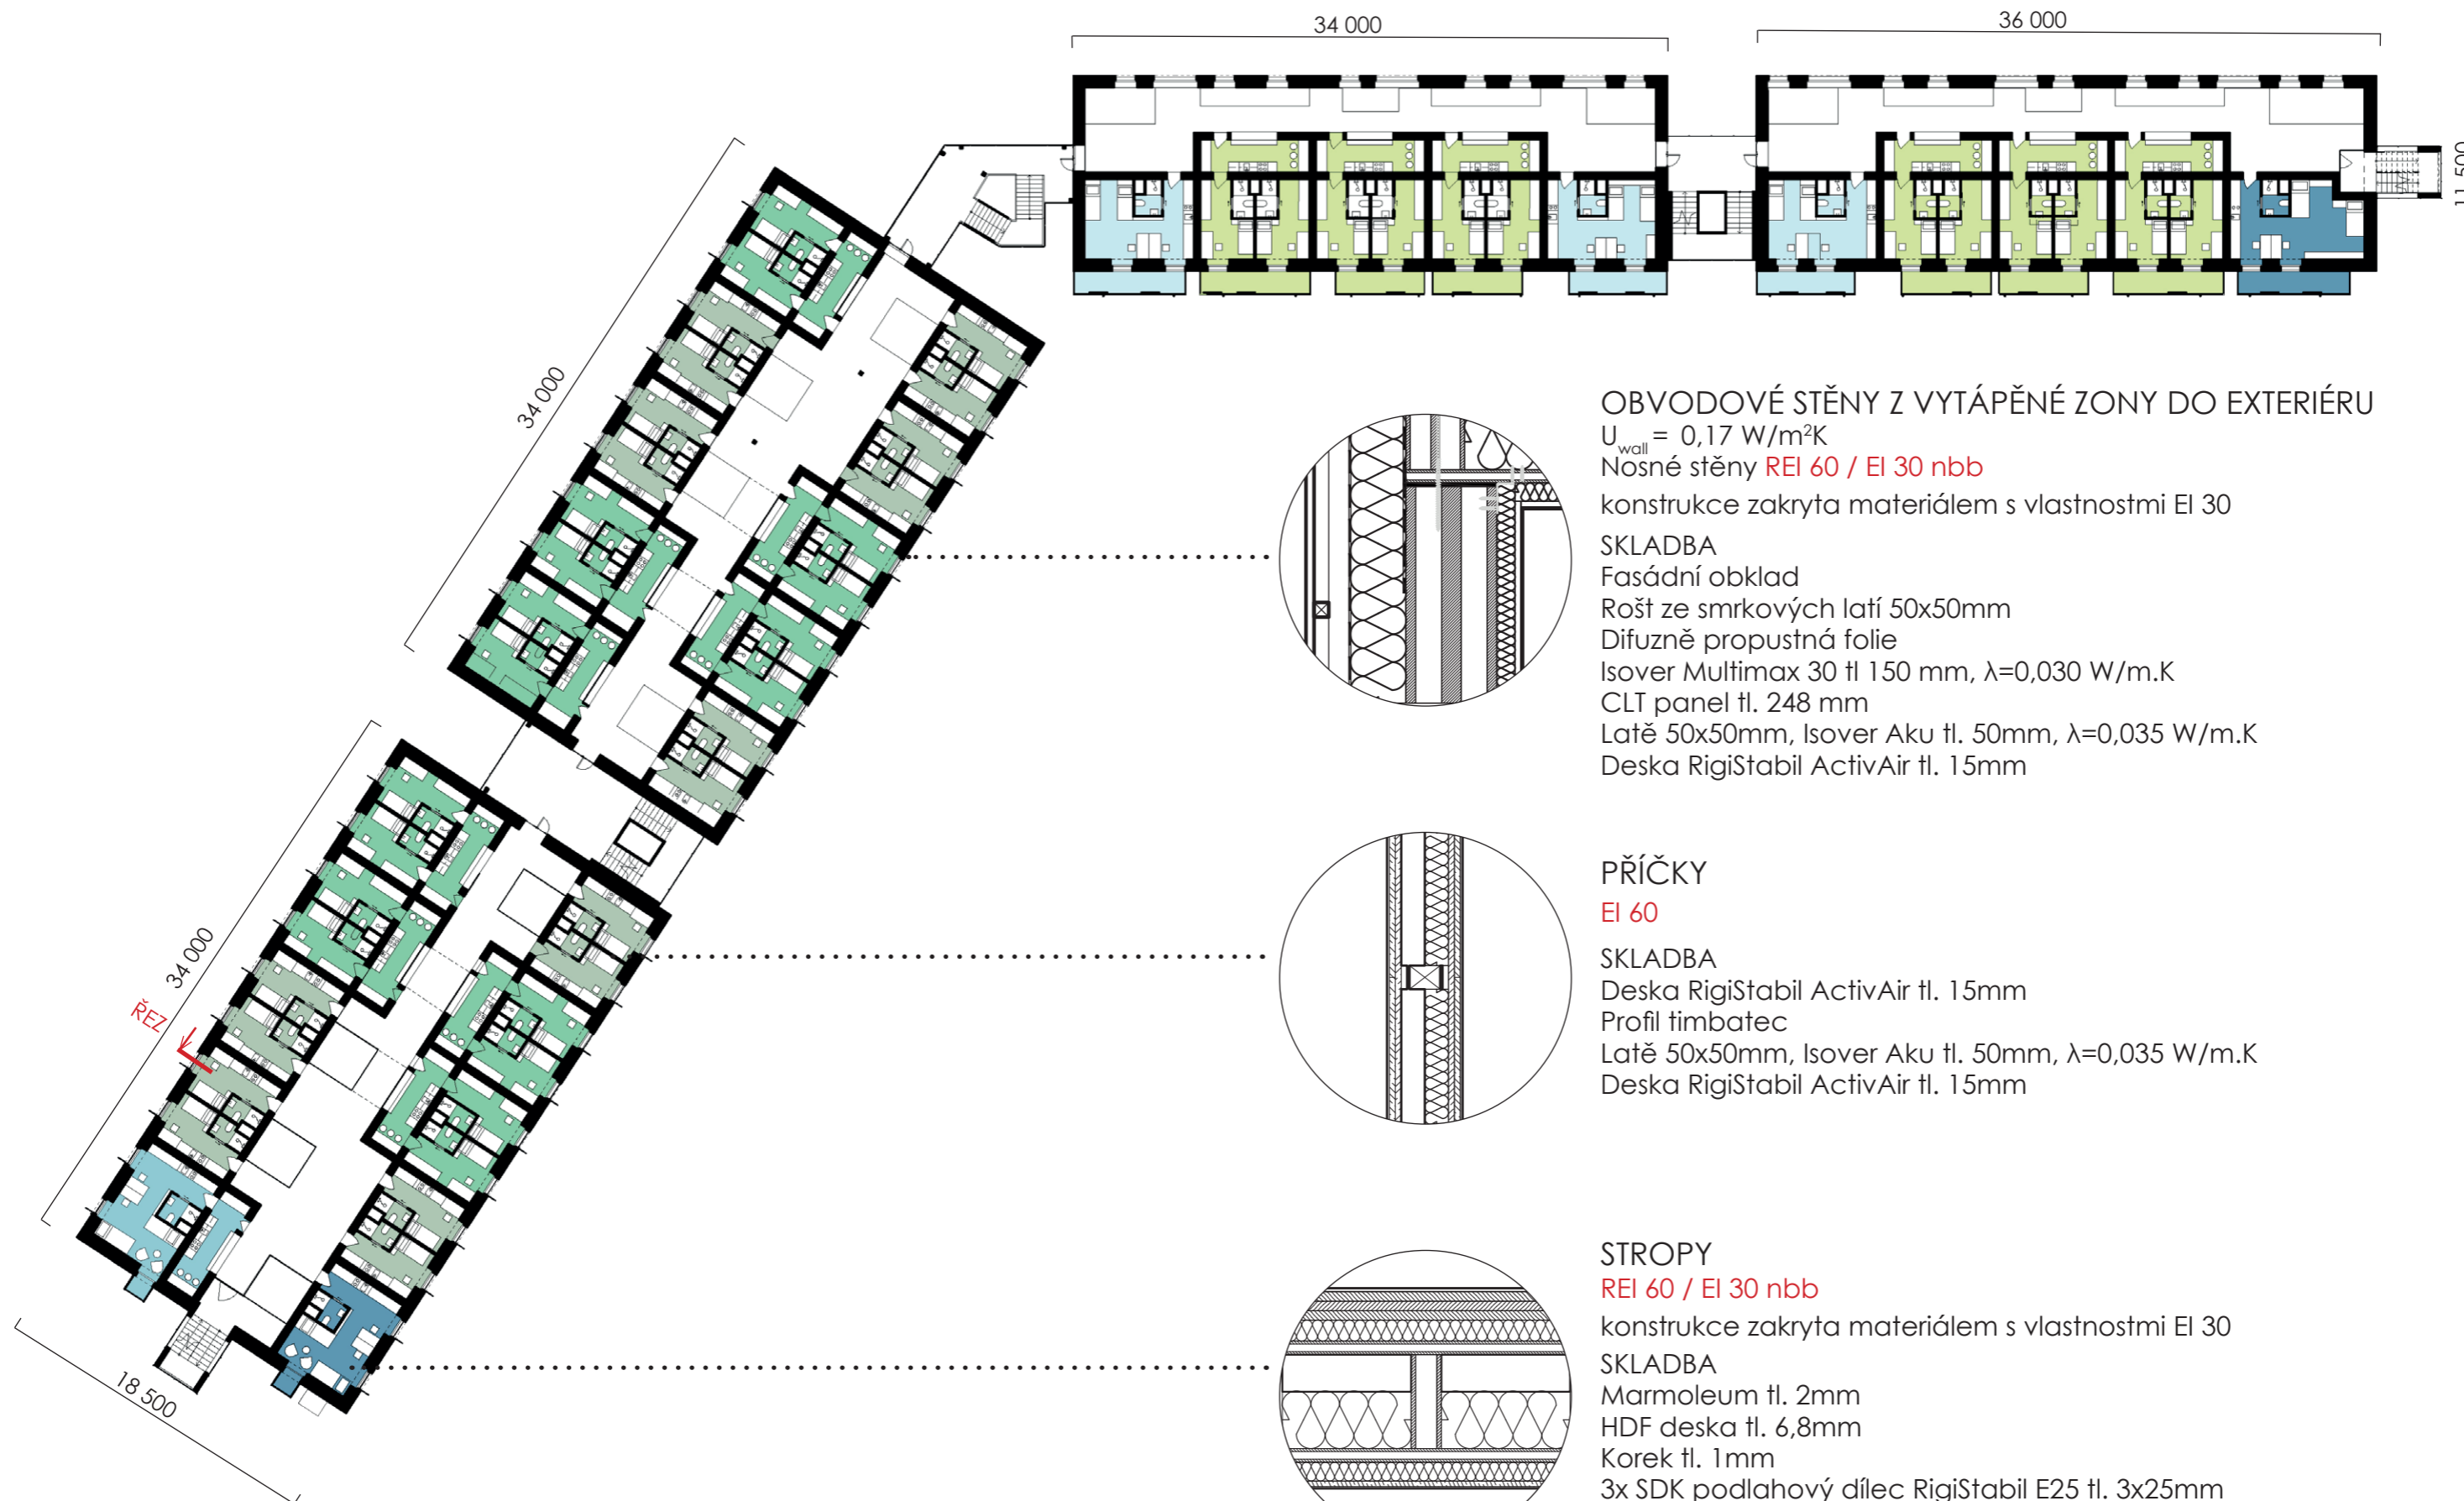 34 000
36 000
11 500
34 000
34 000
ŘEZ
18 500
OBVODOVÉ STĚNY Z VYTÁPĚNÉ ZONY DO EXTERIÉRU
Uwall = 0,17 W/m²K
Nosné stěny REI 60 / EI 30 nbb
konstrukce zakryta materiálem s vlastnostmi EI 30
SKLADBA
Fasádní obklad
Rošt ze smrkových latí 50x50mm
Difuzně propustná folie
Isover Multimax 30 tl 150 mm, λ=0,030 W/m.K
CLT panel tl. 248 mm
Latě 50x50mm, Isover Aku tl. 50mm, λ=0,035 W/m.K
Deska RigiStabil ActivAir tl. 15mm
PŘÍČKY
EI 60
SKLADBA
Deska RigiStabil ActivAir tl. 15mm
Profil timbatec
Latě 50x50mm, Isover Aku tl. 50mm, λ=0,035 W/m.K
Deska RigiStabil ActivAir tl. 15mm
STROPY
REI 60 / EI 30 nbb
konstrukce zakryta materiálem s vlastnostmi EI 30
SKLADBA
Marmoleum tl. 2mm
HDF deska tl. 6,8mm
Korek tl. 1mm
3x SDK podlahový dílec RigiStabil E25 tl. 3x25mm